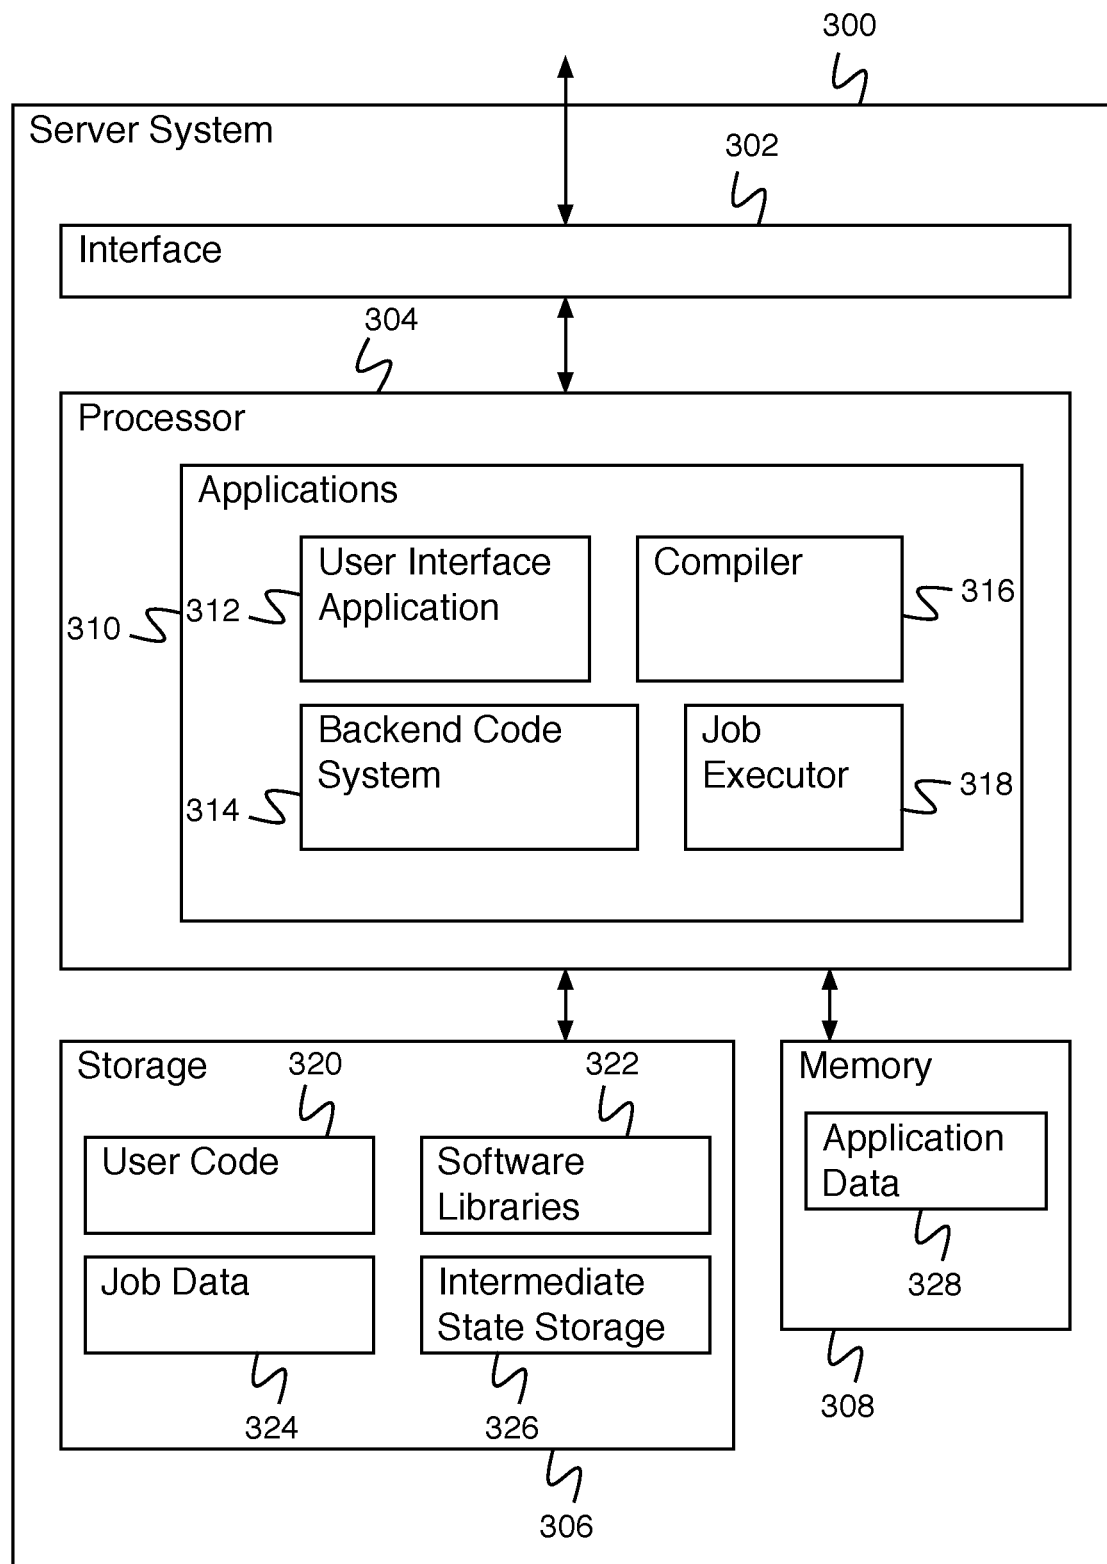 300
Server System
302
Interface
304
Processor
Applications
User Interface
Application
Compiler
312
316
310
Backend Code
System
Job
Executor
314
318
Storage
320
322
Memory
User Code
Software
Libraries
Application
Data
Job Data
Intermediate
State Storage
328
324
326
308
306